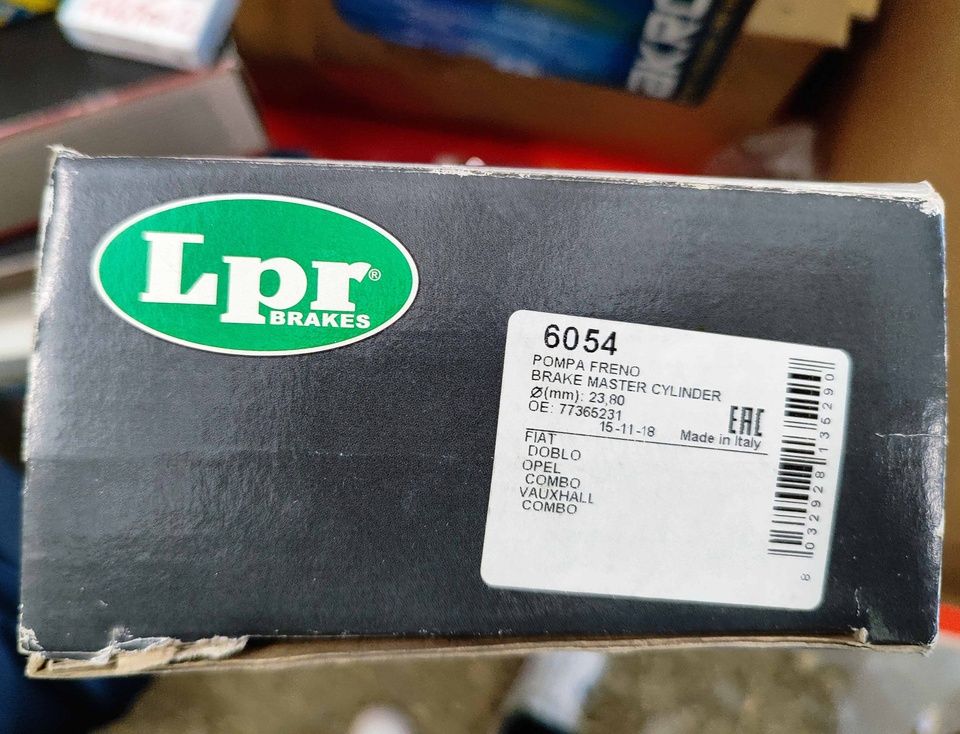 Lpr®
BRAKES
6054
POMPA FRENO
BRAKE MASTER CYLINDER
Ø(mm): 23,80
OE: 77365231
15-11-18 Made in Italy
EAC
FIAT
DOBLO
OPEL
COMBO
VAUXHALL
COMBO
8 032928 135290